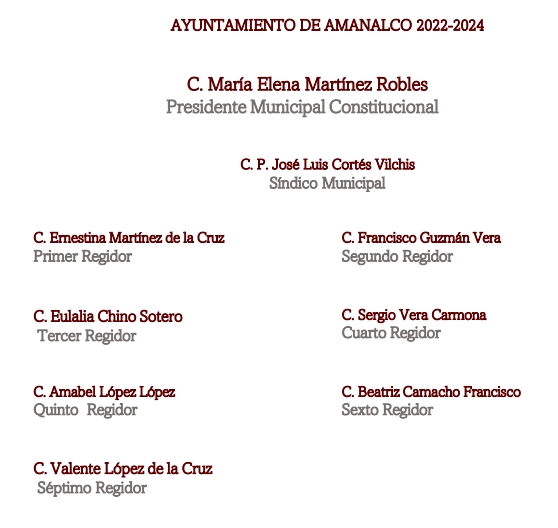 AYUNTAMIENTO DE AMANALCO 2022-2024
C. María Elena Martínez Robles
Presidente Municipal Constitucional
C. P. José Luis Cortés Vilchis
Síndico Municipal
C. Ernestina Martínez de la Cruz
Primer Regidor
C. Francisco Guzmán Vera
Segundo Regidor
C. Eulalia Chino Sotero
Tercer Regidor
C. Sergio Vera Carmona
Cuarto Regidor
C. Amabel López López
Quinto Regidor
C. Beatriz Camacho Francisco
Sexto Regidor
C. Valente López de la Cruz
Séptimo Regidor